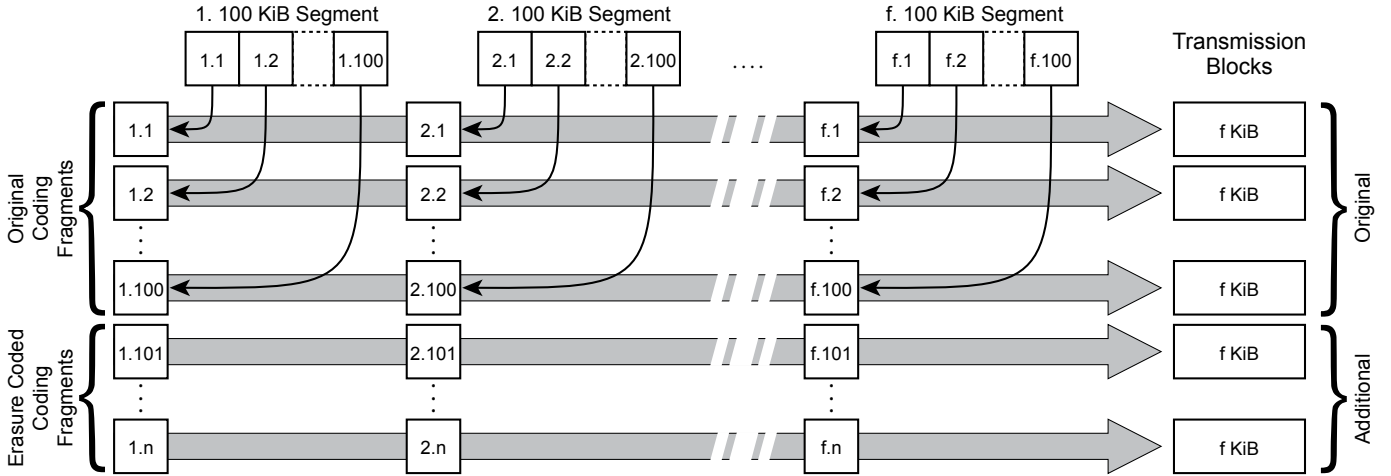 1. 100 KiB Segment
2. 100 KiB Segment
f. 100 KiB Segment
1.1 1.2 1.100
2.1 2.2 2.100
....
f.1 f.2 f.100
Transmission
Blocks
Original
Coding
Fragments
1.1 2.1 f.1 f KiB
1.2 2.2 f.2 f KiB
1.100 2.100 f.100 f KiB
Original
Erasure Coded
Coding
Fragments
1.101 2.101 f.101 f KiB
1.n 2.n f.n f KiB
Additional